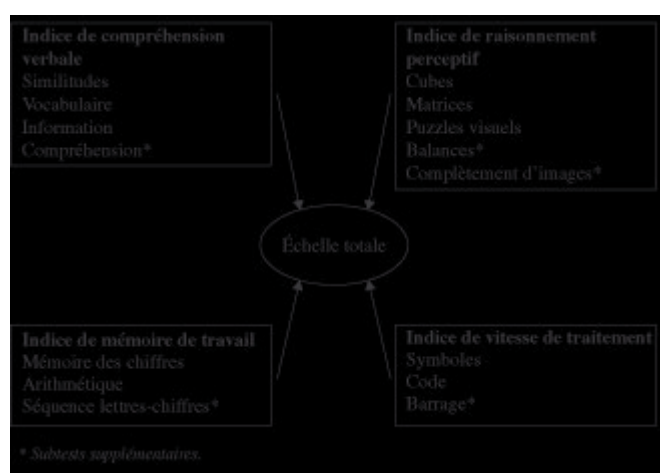 Indice de compréhension
verbale
Similitudes
Vocabulaire
Information
Compréhension*
Indice de raisonnement
perceptif
Cubes
Matrices
Puzzles visuels
Balances*
Complètement d'images*
Échelle totale
Indice de mémoire de travail
Mémoire des chiffres
Arithmétique
Séquence lettres-chiffres*
Indice de vitesse de traitement
Symboles
Code
Barrage*
* Subtests supplémentaires.